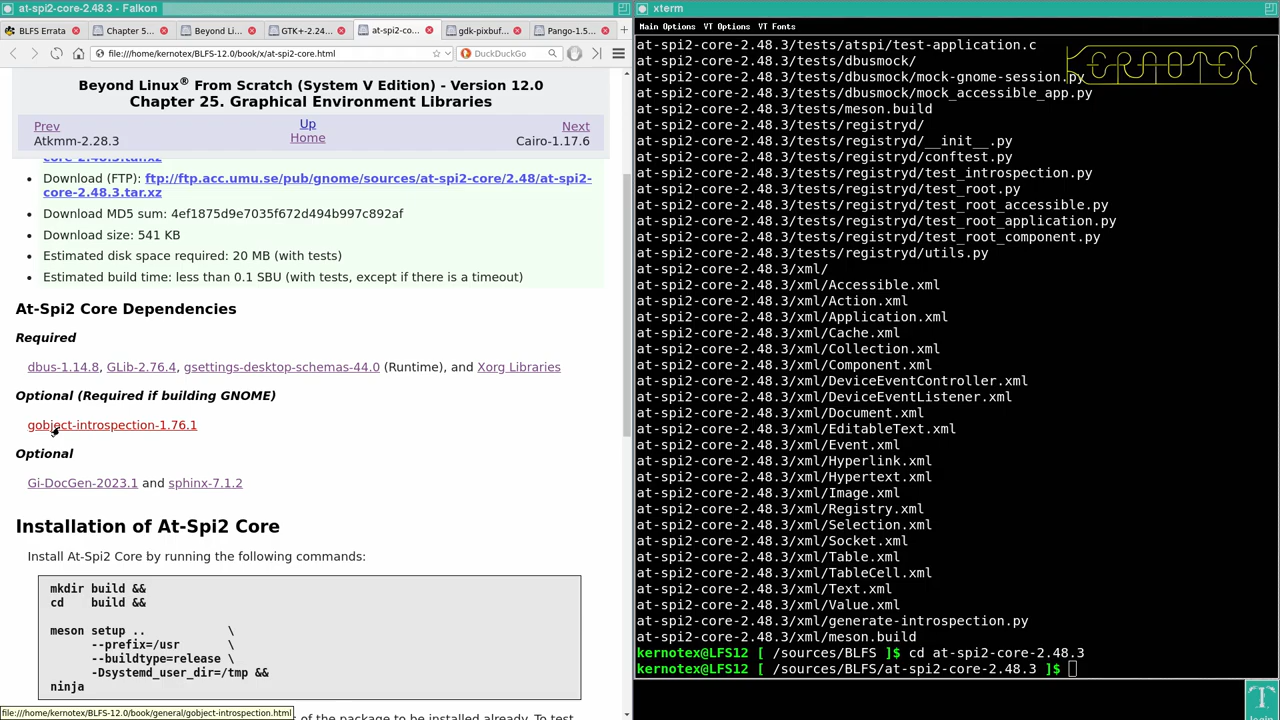 at-spi2-core-2.48.3 - Falkon
BLFS Errata
Chapter 5...
Beyond Li...
GTK+-2.24...
at-spi2-co...
gdk-pixbuf...
Pango-1.5...
file:///home/kernotex/BLFS-12.0/book/x/at-spi2-core.html
DuckDuckGo
Beyond Linux® From Scratch (System V Edition) - Version 12.0
Chapter 25. Graphical Environment Libraries
Prev
Up
Next
Atkmm-2.28.3
Home
Cairo-1.17.6
core-2.48.3.tar.xz
• Download (FTP): ftp://ftp.acc.umu.se/pub/gnome/sources/at-spi2-core/2.48/at-spi2-
core-2.48.3.tar.xz
• Download MD5 sum: 4ef1875d9e7035f672d494b997c892af
• Download size: 541 KB
• Estimated disk space required: 20 MB (with tests)
• Estimated build time: less than 0.1 SBU (with tests, except if there is a timeout)
At-Spi2 Core Dependencies
Required
dbus-1.14.8, GLib-2.76.4, gsettings-desktop-schemas-44.0 (Runtime), and Xorg Libraries
Optional (Required if building GNOME)
gobject-introspection-1.76.1
Optional
Gi-DocGen-2023.1 and sphinx-7.1.2
Installation of At-Spi2 Core
Install At-Spi2 Core by running the following commands:
mkdir build &&
cd    build &&
meson setup ..            \
      --prefix=/usr       \
      --buildtype=release \
      -Dsystemd_user_dir=/tmp &&
ninja
of the package to be installed already. To test
file:///home/kernotex/BLFS-12.0/book/general/gobject-introspection.html
xterm
Main Options  VT Options  VT Fonts
KERNOTEX
at-spi2-core-2.48.3/tests/atspi/test-application.c
at-spi2-core-2.48.3/tests/dbusmock/
at-spi2-core-2.48.3/tests/dbusmock/mock-gnome-session.py
at-spi2-core-2.48.3/tests/dbusmock/mock_accessible_app.py
at-spi2-core-2.48.3/tests/meson.build
at-spi2-core-2.48.3/tests/registryd/
at-spi2-core-2.48.3/tests/registryd/__init__.py
at-spi2-core-2.48.3/tests/registryd/conftest.py
at-spi2-core-2.48.3/tests/registryd/test_introspection.py
at-spi2-core-2.48.3/tests/registryd/test_root.py
at-spi2-core-2.48.3/tests/registryd/test_root_accessible.py
at-spi2-core-2.48.3/tests/registryd/test_root_application.py
at-spi2-core-2.48.3/tests/registryd/test_root_component.py
at-spi2-core-2.48.3/tests/registryd/utils.py
at-spi2-core-2.48.3/xml/
at-spi2-core-2.48.3/xml/Accessible.xml
at-spi2-core-2.48.3/xml/Action.xml
at-spi2-core-2.48.3/xml/Application.xml
at-spi2-core-2.48.3/xml/Cache.xml
at-spi2-core-2.48.3/xml/Collection.xml
at-spi2-core-2.48.3/xml/Component.xml
at-spi2-core-2.48.3/xml/DeviceEventController.xml
at-spi2-core-2.48.3/xml/DeviceEventListener.xml
at-spi2-core-2.48.3/xml/Document.xml
at-spi2-core-2.48.3/xml/EditableText.xml
at-spi2-core-2.48.3/xml/Event.xml
at-spi2-core-2.48.3/xml/Hyperlink.xml
at-spi2-core-2.48.3/xml/Hypertext.xml
at-spi2-core-2.48.3/xml/Image.xml
at-spi2-core-2.48.3/xml/Registry.xml
at-spi2-core-2.48.3/xml/Selection.xml
at-spi2-core-2.48.3/xml/Socket.xml
at-spi2-core-2.48.3/xml/Table.xml
at-spi2-core-2.48.3/xml/TableCell.xml
at-spi2-core-2.48.3/xml/Text.xml
at-spi2-core-2.48.3/xml/Value.xml
at-spi2-core-2.48.3/xml/generate-introspection.py
at-spi2-core-2.48.3/xml/meson.build
kernotex@LFS12 [ /sources/BLFS ]$ cd at-spi2-core-2.48.3
kernotex@LFS12 [ /sources/BLFS/at-spi2-core-2.48.3 ]$